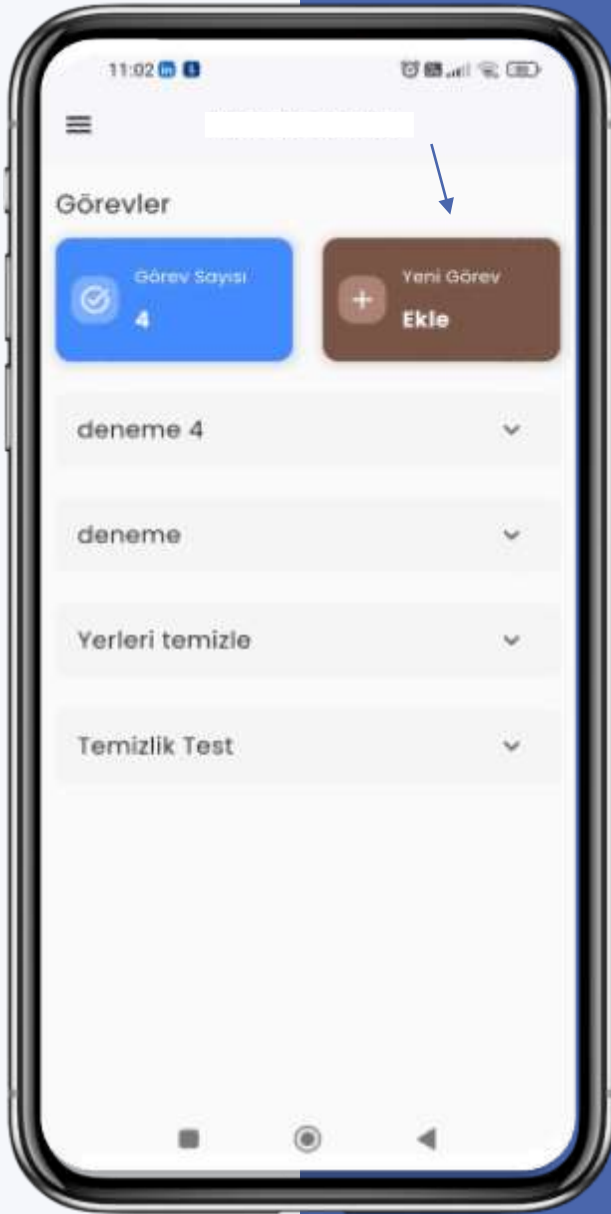 11:02
Görevler
Görev Sayısı
4
Yeni Görev
Ekle
deneme 4
deneme
Yerleri temizle
Temizlik Test